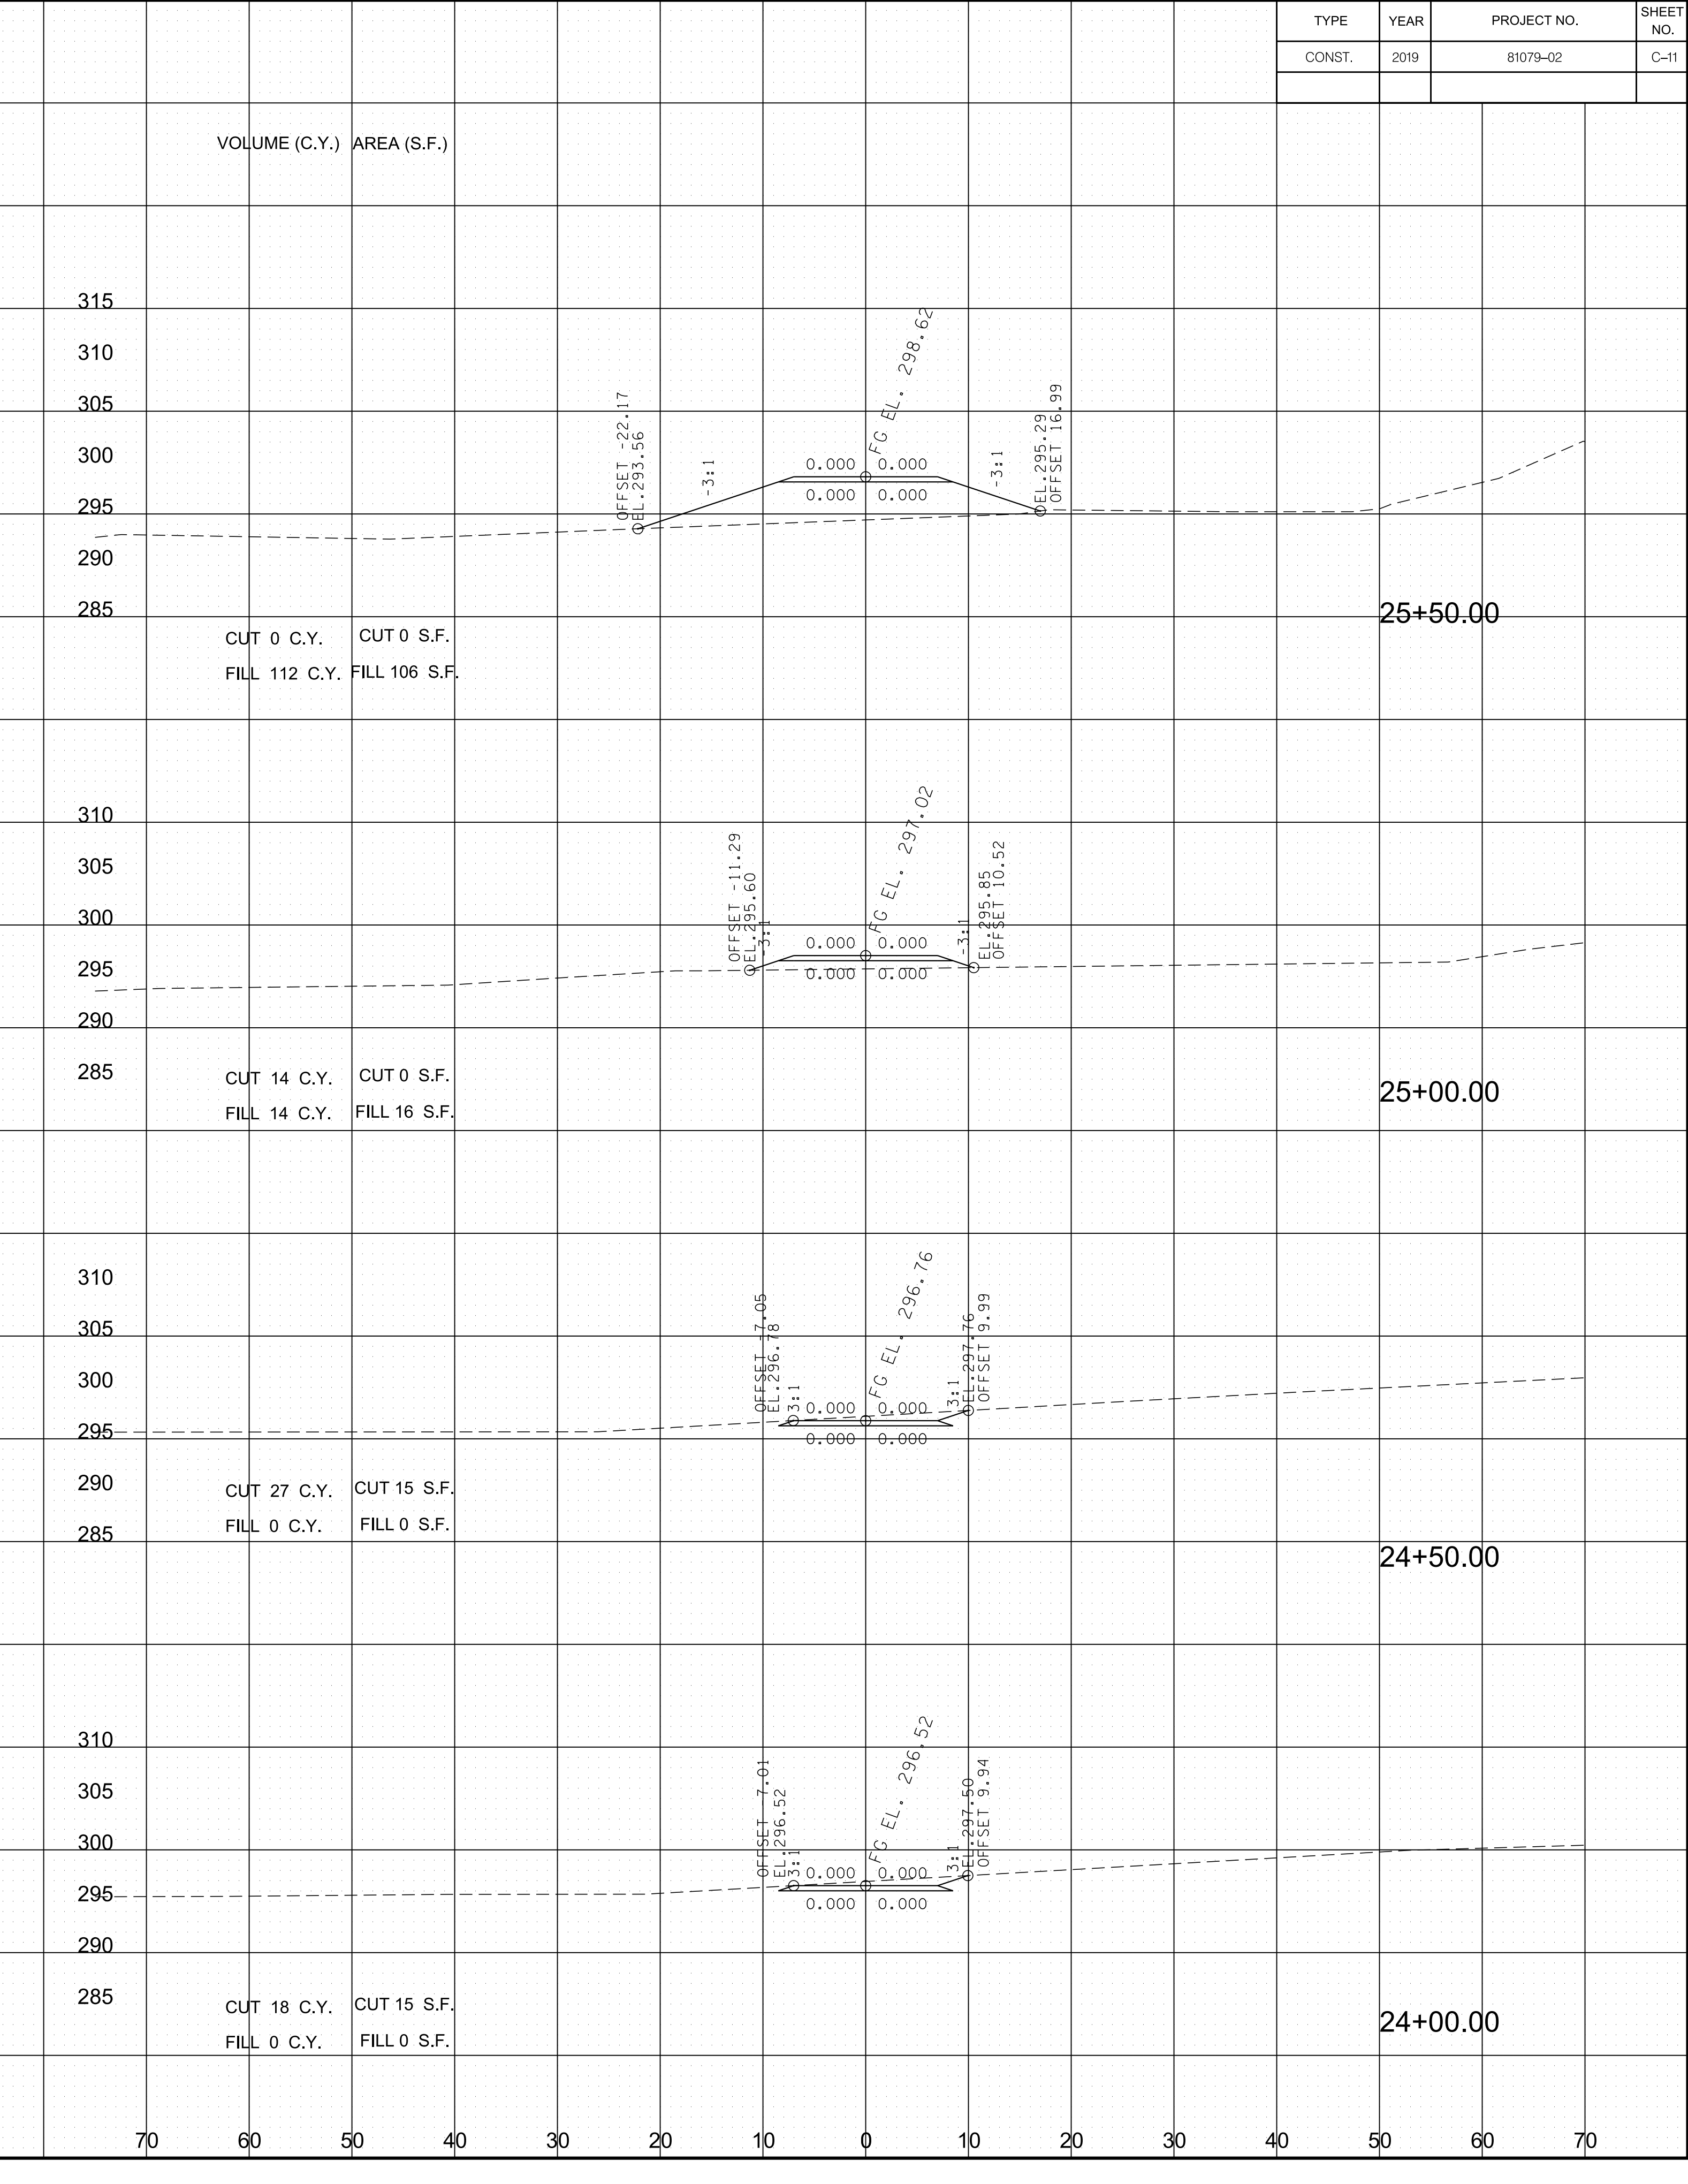 TYPE YEAR PROJECT NO. SHEET NO.
CONST. 2019 81079-02 C-11
VOLUME (C.Y.) AREA (S.F.)
315
310
305
300
295
290
285
OFFSET -22.17
EL.293.56
-3:1
0.000 0.000
0.000 0.000
FG EL. 298.62
-3:1
EL.295.29
OFFSET 16.99
25+50.00
CUT 0 C.Y. CUT 0 S.F.
FILL 112 C.Y. FILL 106 S.F.
310
305
300
295
290
285
OFFSET -11.29
EL.295.60
-3:1
0.000 0.000
0.000 0.000
FG EL. 297.02
-3:1
EL.295.85
OFFSET 10.52
25+00.00
CUT 14 C.Y. CUT 0 S.F.
FILL 14 C.Y. FILL 16 S.F.
310
305
300
295
290
285
OFFSET -7.05
EL.296.78
3:1
0.000 0.000
0.000 0.000
FG EL. 296.76
3:1
EL.297.76
OFFSET 9.99
CUT 27 C.Y. CUT 15 S.F.
FILL 0 C.Y. FILL 0 S.F.
24+50.00
310
305
300
295
290
285
OFFSET -7.01
EL.296.52
3:1
0.000 0.000
0.000 0.000
FG EL. 296.52
3:1
EL.297.50
OFFSET 9.94
CUT 18 C.Y. CUT 15 S.F.
FILL 0 C.Y. FILL 0 S.F.
24+00.00
70 60 50 40 30 20 10 0 10 20 30 40 50 60 70